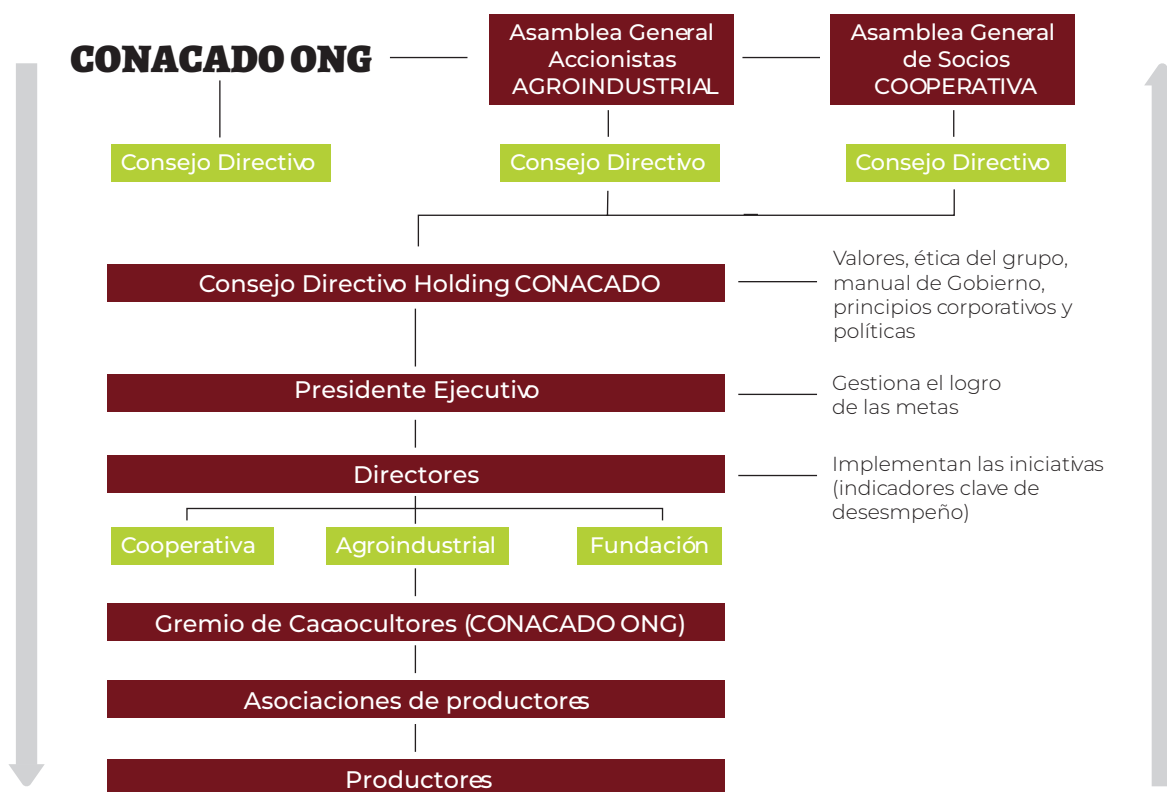 CONACADO ONG
Asamblea General
Accionistas
AGROINDUSTRIAL
Asamblea General
de Socios
COOPERATIVA
Consejo Directivo
Consejo Directivo
Consejo Directivo
Consejo Directivo Holding CONACADO
Valores, ética del grupo,
manual de Gobierno,
principios corporativos y
políticas
Presidente Ejecutivo
Gestiona el logro
de las metas
Directores
Implementan las iniciativas
(indicadores clave de
desesmpeño)
Cooperativa
Agroindustrial
Fundación
Gremio de Cacaocultores (CONACADO ONG)
Asociaciones de productores
Productores